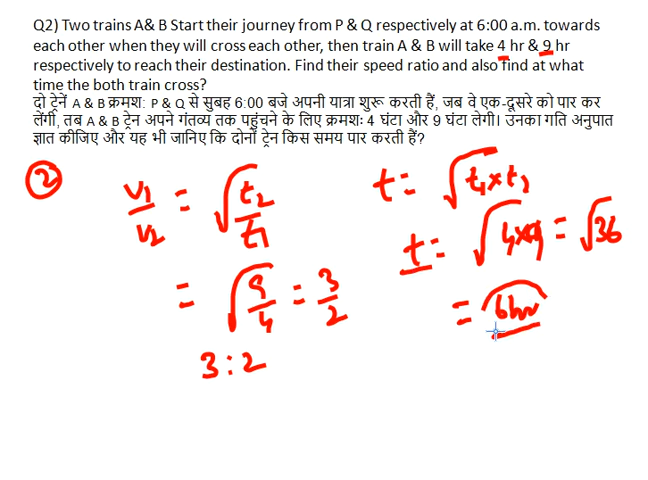 Q2) Two trains A& B Start their journey from P & Q respectively at 6:00 a.m. towards
each other when they will cross each other, then train A & B will take 4 hr & 9 hr
respectively to reach their destination. Find their speed ratio and also find at what
time the both train cross?
दो ट्रेनें A & B क्रमश: P & Q से सुबह 6:00 बजे अपनी यात्रा शुरू करती हैं, जब वे एक-दूसरे को पार कर
लेंगी, तब A & B ट्रेन अपने गंतव्य तक पहुंचने के लिए क्रमशः 4 घंटा और 9 घंटा लेगी। उनका गति अनुपात
ज्ञात कीजिए और यह भी जानिए कि दोनों ट्रेन किस समय पार करती हैं?
2
v1/v2 = √(t2/t1)
= √(9/4) = 3/2
3:2
t = √(t1×t2)
t = √(4×9) = √36
= 6hr